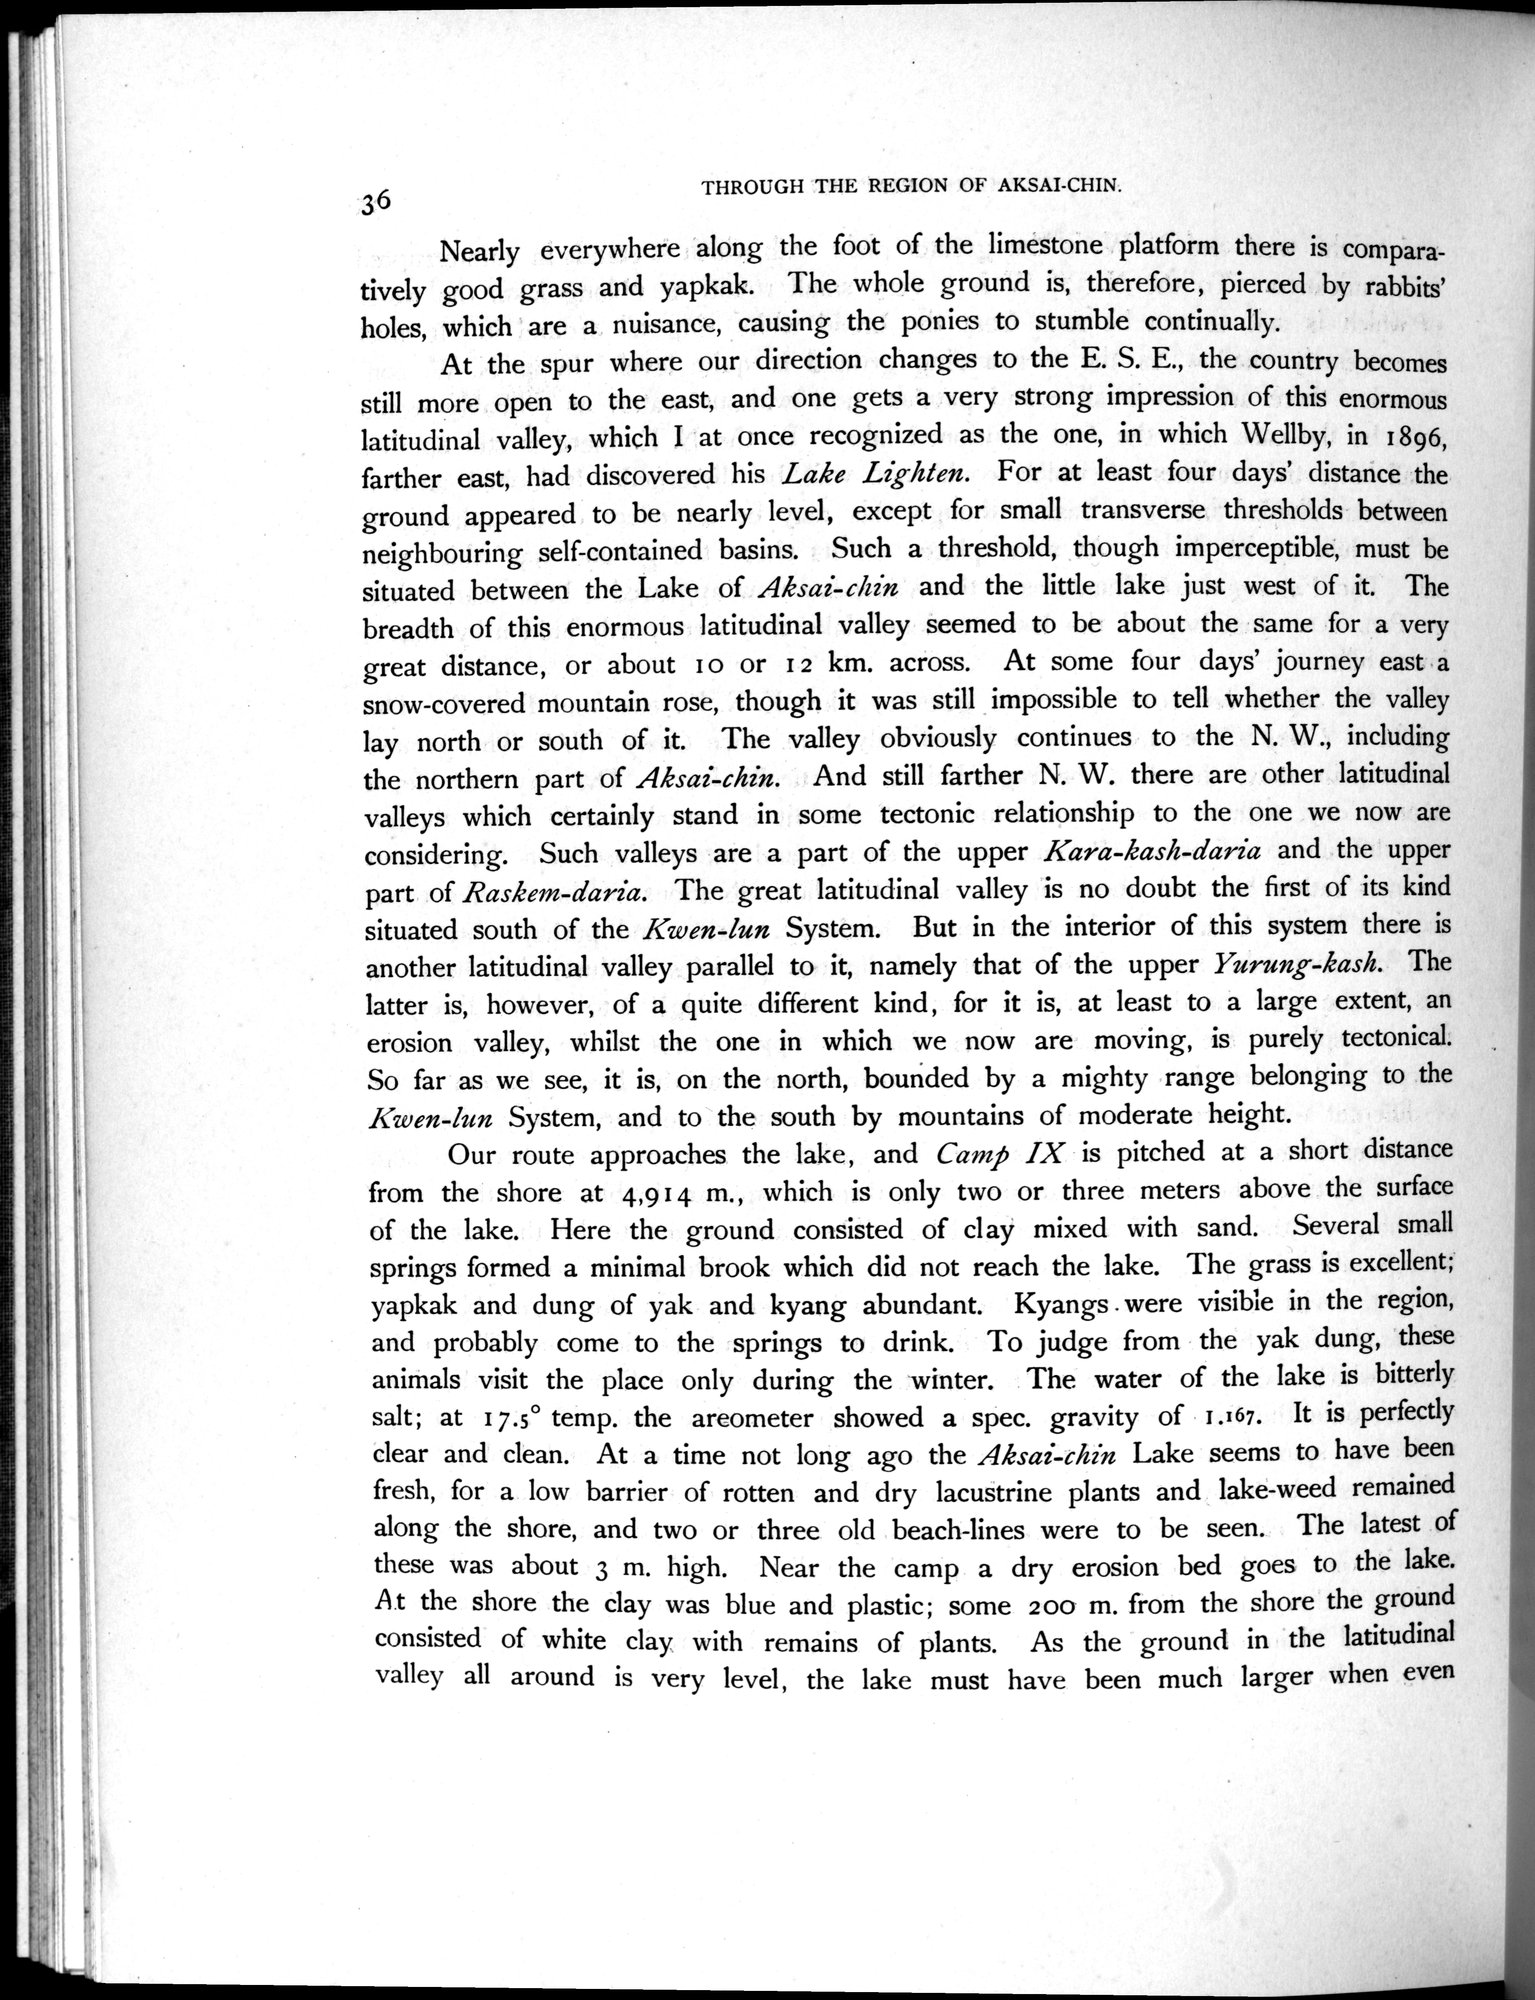 36
THROUGH THE REGION OF AKSAI-CHIN.
Nearly everywhere along the foot of the limestone platform there is compara-
tively good grass and yapkak. The whole ground is, therefore, pierced by rabbits'
holes, which are a nuisance, causing the ponies to stumble continually.
At the spur where our direction changes to the E. S. E., the country becomes
still more open to the east, and one gets a very strong impression of this enormous
latitudinal valley, which I at once recognized as the one, in which Wellby, in 1896,
farther east, had discovered his Lake Lighten. For at least four days' distance the
ground appeared to be nearly level, except for small transverse thresholds between
neighbouring self-contained basins. Such a threshold, though imperceptible, must be
situated between the Lake of Aksai-chin and the little lake just west of it. The
breadth of this enormous latitudinal valley seemed to be about the same for a very
great distance, or about 10 or 12 km. across. At some four days' journey east a
snow-covered mountain rose, though it was still impossible to tell whether the valley
lay north or south of it. The valley obviously continues to the N. W., including
the northern part of Aksai-chin. And still farther N. W. there are other latitudinal
valleys which certainly stand in some tectonic relationship to the one we now are
considering. Such valleys are a part of the upper Kara-kash-daria and the upper
part of Raskem-daria. The great latitudinal valley is no doubt the first of its kind
situated south of the Kwen-lun System. But in the interior of this system there is
another latitudinal valley parallel to it, namely that of the upper Yurung-kash. The
latter is, however, of a quite different kind, for it is, at least to a large extent, an
erosion valley, whilst the one in which we now are moving, is purely tectonical.
So far as we see, it is, on the north, bounded by a mighty range belonging to the
Kwen-lun System, and to the south by mountains of moderate height.
Our route approaches the lake, and Camp IX is pitched at a short distance
from the shore at 4,914 m., which is only two or three meters above the surface
of the lake. Here the ground consisted of clay mixed with sand. Several small
springs formed a minimal brook which did not reach the lake. The grass is excellent;
yapkak and dung of yak and kyang abundant. Kyangs were visible in the region,
and probably come to the springs to drink. To judge from the yak dung, these
animals visit the place only during the winter. The water of the lake is bitterly
salt; at 17.5° temp. the areometer showed a spec. gravity of 1.167. It is perfectly
clear and clean. At a time not long ago the Aksai-chin Lake seems to have been
fresh, for a low barrier of rotten and dry lacustrine plants and lake-weed remained
along the shore, and two or three old beach-lines were to be seen. The latest of
these was about 3 m. high. Near the camp a dry erosion bed goes to the lake.
At the shore the clay was blue and plastic; some 200 m. from the shore the ground
consisted of white clay with remains of plants. As the ground in the latitudinal
valley all around is very level, the lake must have been much larger when even